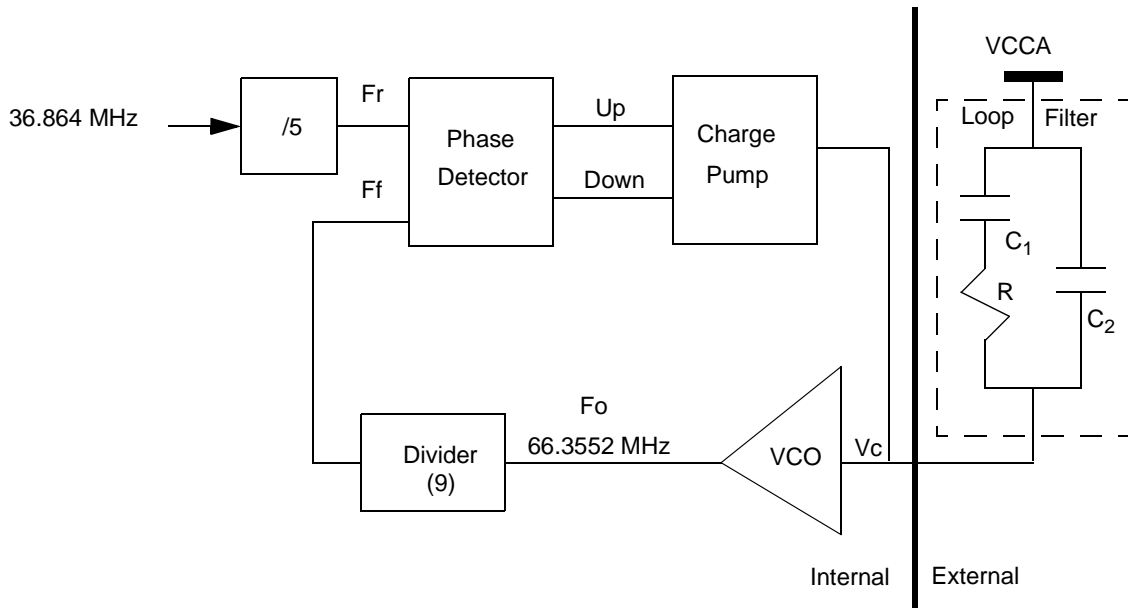 VCCA
Loop Filter
36.864 MHz
/5
Fr
Ff
Phase
Detector
Up
Down
Charge
Pump
C1
R
C2
Fo
66.3552 MHz
Divider
(9)
VCO
Vc
Internal
External